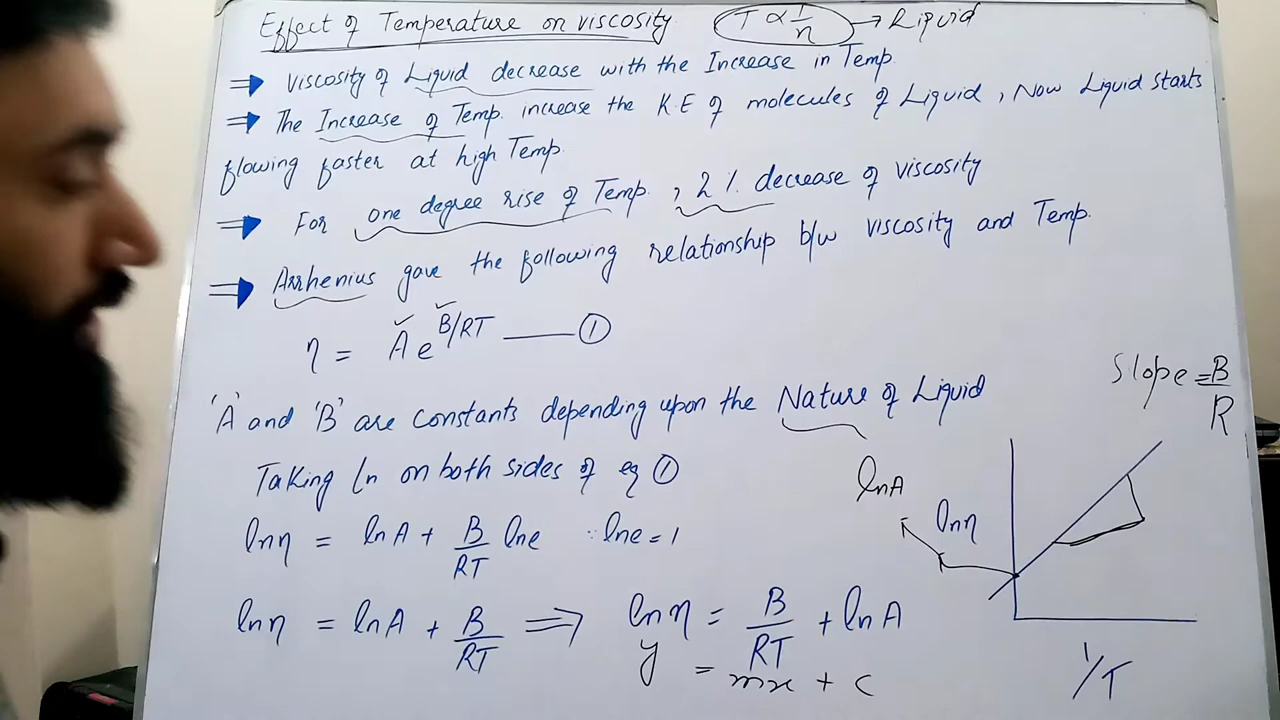 Effect of Temperature on viscosity T ∝ 1/η → Liquid
⇒ Viscosity of Liquid decrease with the Increase in Temp.
⇒ The Increase of Temp. increase the K.E of molecules of Liquid, Now Liquid starts
flowing faster at high Temp.
⇒ For one degree rise of Temp., 2 % decrease of viscosity
⇒ Arrhenius gave the following relationship b/w viscosity and Temp.
η = A e^B/RT —— ①
'A' and 'B' are constants depending upon the Nature of Liquid
Taking ln on both sides of eq ①
lnη = lnA + B/RT lne ∵ lne = 1
lnη = lnA + B/RT ⇒ lnη = B/RT + lnA
y = mx + c
Slope = B/R
lnA
lnη
1/T